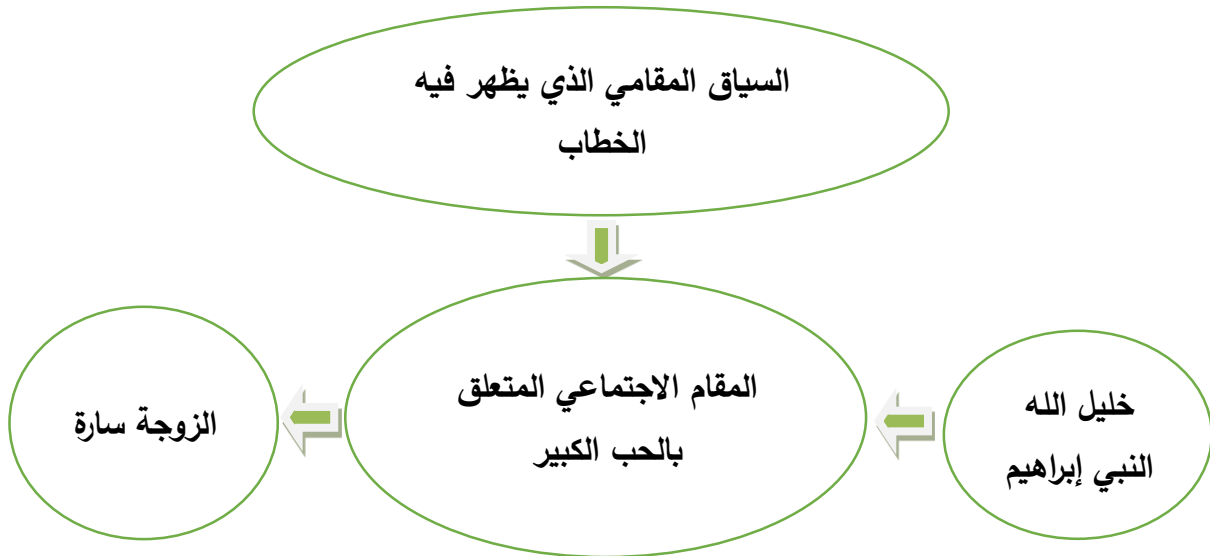 السياق المقامي الذي يظهر فيه
الخطاب
خليل الله
النبي إبراهيم
المقام الاجتماعي المتعلق
بالحب الكبير
الزوجة سارة